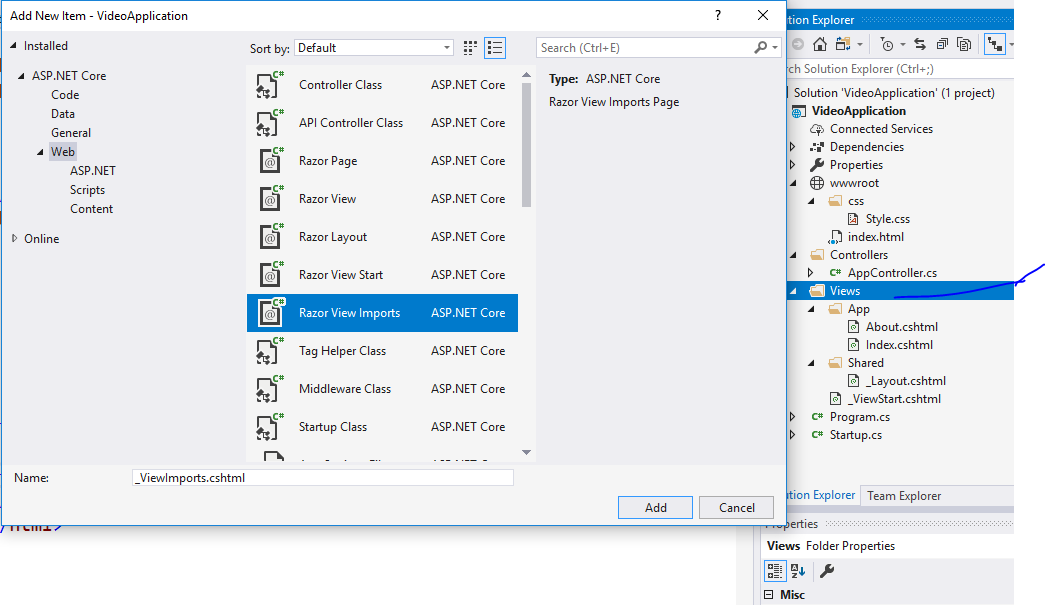 Add New Item - VideoApplication
?
Installed
Sort by: Default
Search (Ctrl+E)
ASP.NET Core
Code
Data
General
Web
ASP.NET
Scripts
Content
Online
Controller Class ASP.NET Core
API Controller Class ASP.NET Core
Razor Page ASP.NET Core
Razor View ASP.NET Core
Razor Layout ASP.NET Core
Razor View Start ASP.NET Core
Razor View Imports ASP.NET Core
Tag Helper Class ASP.NET Core
Middleware Class ASP.NET Core
Startup Class ASP.NET Core
Type: ASP.NET Core
Razor View Imports Page
Name: _ViewImports.cshtml
Add Cancel
Explorer
Solution Explorer (Ctrl+;)
Solution 'VideoApplication' (1 project)
VideoApplication
Connected Services
Dependencies
Properties
wwwroot
css
Style.css
index.html
Controllers
C# AppController.cs
Views
App
About.cshtml
Index.cshtml
Shared
_Layout.cshtml
_ViewStart.cshtml
C# Program.cs
C# Startup.cs
Explorer Team Explorer
Properties
Views Folder Properties
Misc